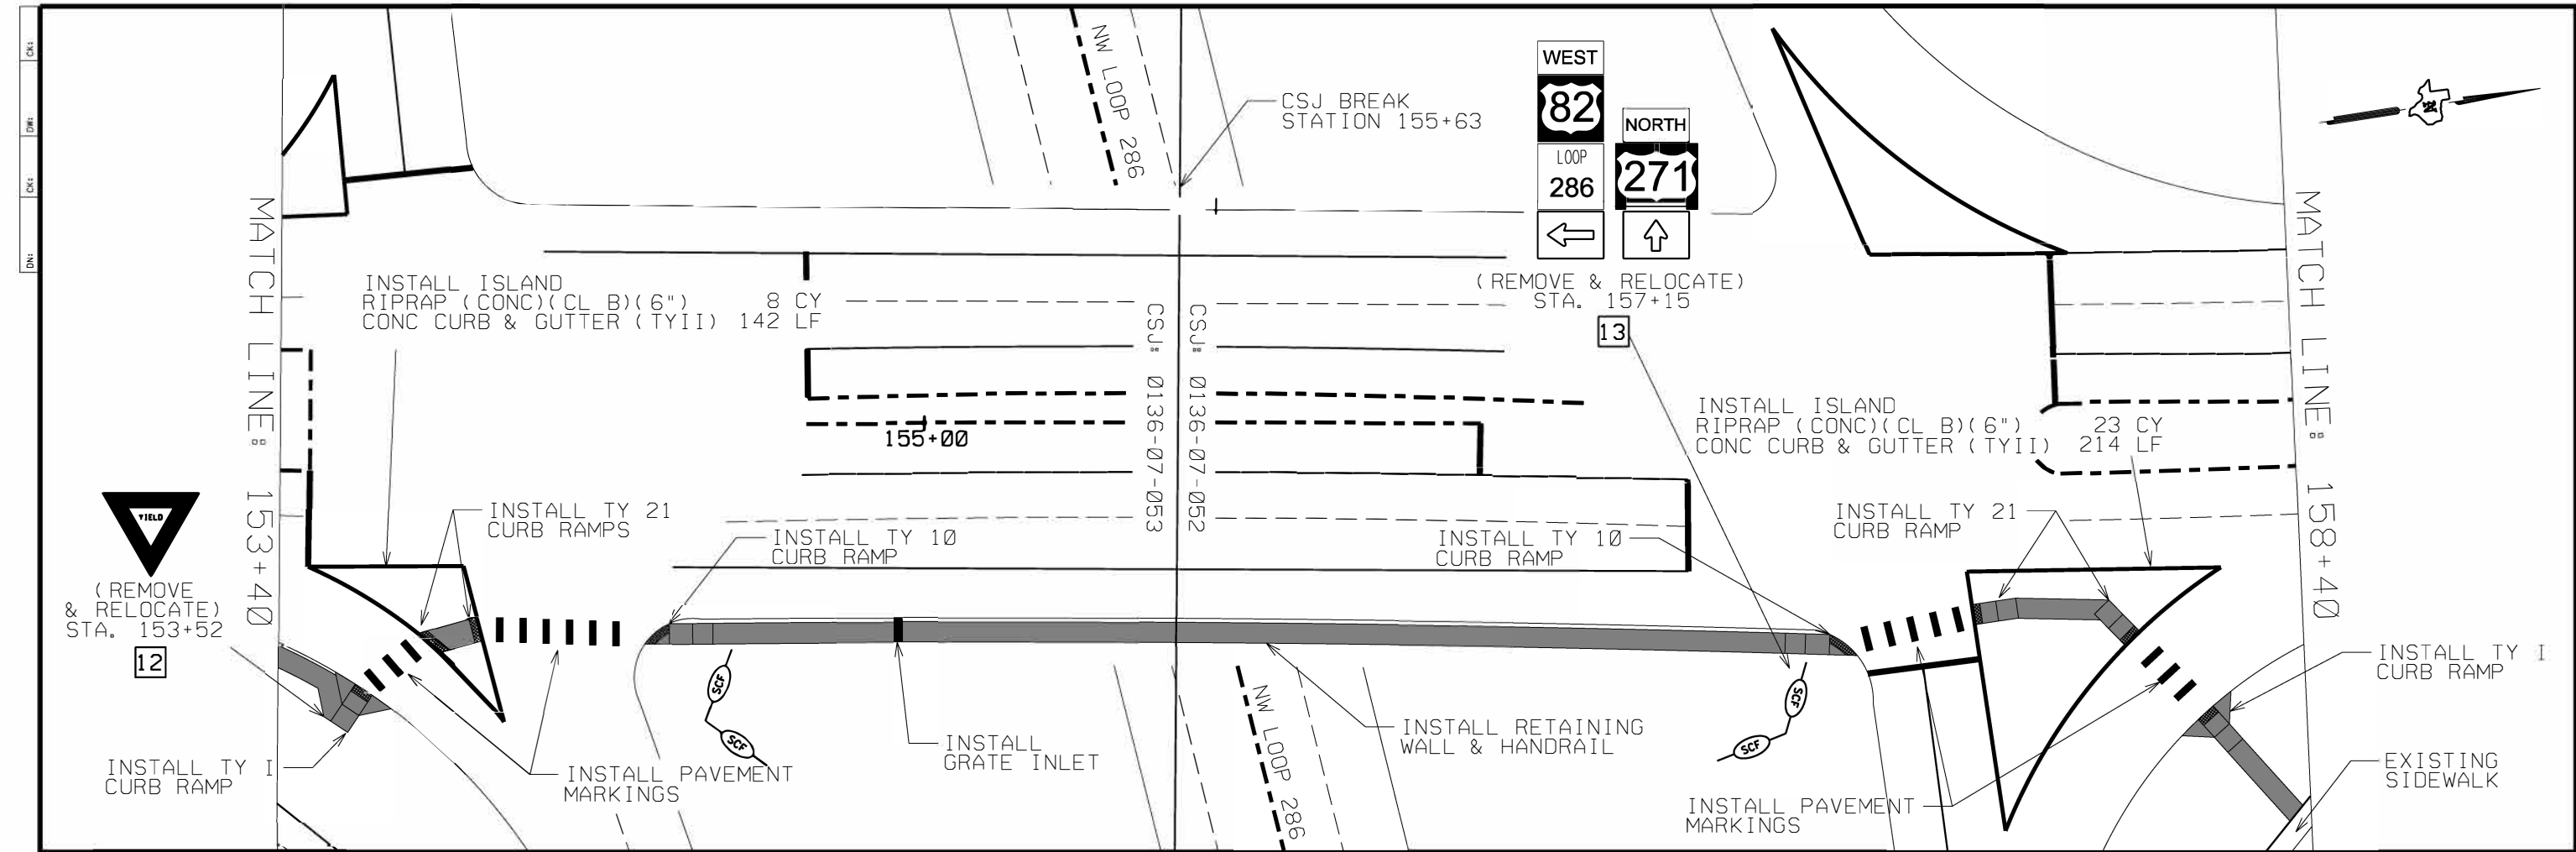 CK:
DW:
CK:
DN:
MATCH LINE: 153+40
NW LOOP 286
CSJ BREAK
STATION 155+63
WEST
82
LOOP
286
NORTH
271
(REMOVE & RELOCATE)
STA. 157+15
13
MATCH LINE: 158+40
INSTALL ISLAND
RIPRAP (CONC)(CL B)(6") 8 CY
CONC CURB & GUTTER (TYII) 142 LF
CSJ: 0136-07-053
CSJ: 0136-07-052
155+00
INSTALL ISLAND
RIPRAP (CONC)(CL B)(6") 23 CY
CONC CURB & GUTTER (TYII) 214 LF
YIELD
(REMOVE
& RELOCATE)
STA. 153+52
12
INSTALL TY 21
CURB RAMPS
INSTALL TY 10
CURB RAMP
INSTALL TY 10
CURB RAMP
INSTALL TY 21
CURB RAMP
INSTALL TY I
CURB RAMP
INSTALL PAVEMENT
MARKINGS
SCF
SCF
INSTALL
GRATE INLET
NW LOOP 286
INSTALL RETAINING
WALL & HANDRAIL
SCF
SCF
INSTALL PAVEMENT
MARKINGS
INSTALL TY I
CURB RAMP
EXISTING
SIDEWALK